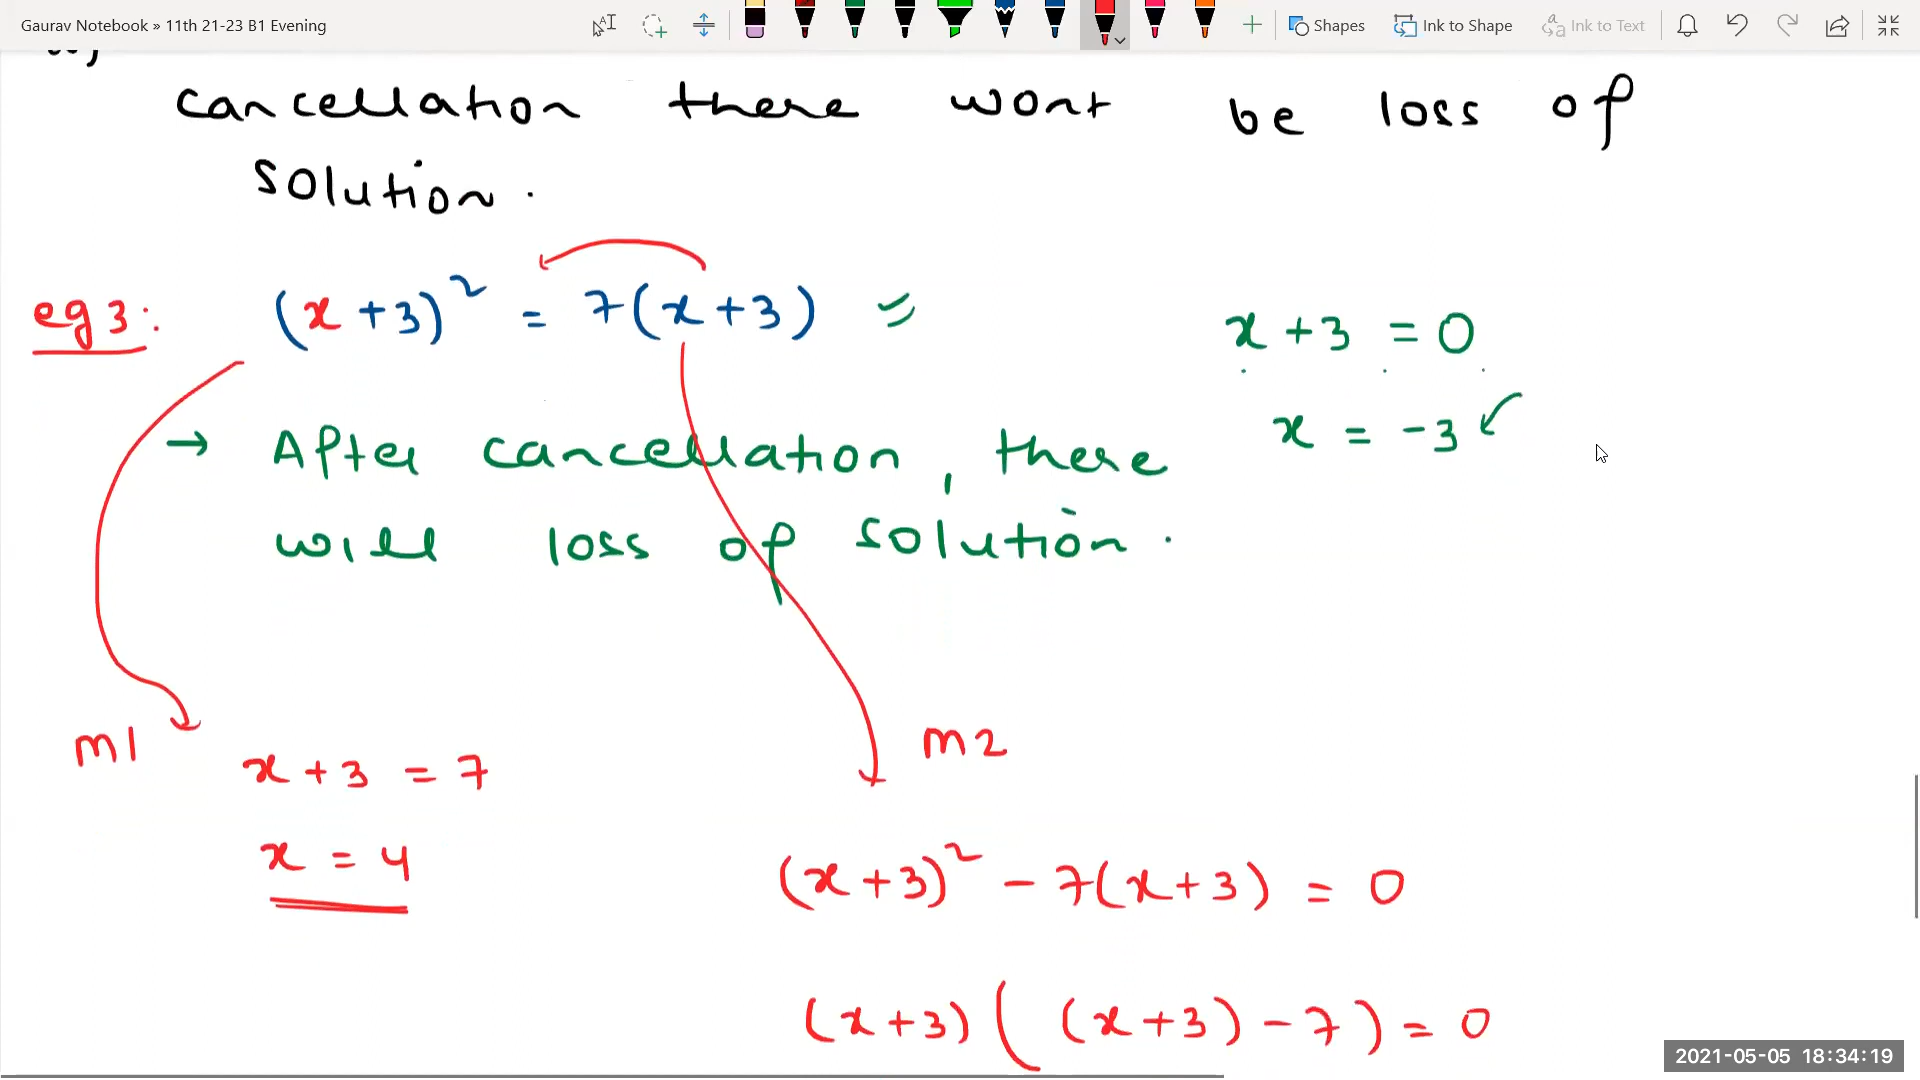 Gaurav Notebook » 11th 21-23 B1 Evening
Shapes Ink to Shape Ink to Text
cancellation there wont be loss of
solution.
eg 3: (x+3)² = 7(x+3)
x+3 = 0
x = -3
→ After cancellation, there
will loss of solution.
m1
x+3 = 7
x = 4
m2
(x+3)² - 7(x+3) = 0
(x+3)( (x+3) - 7) = 0
2021-05-05 18:34:19